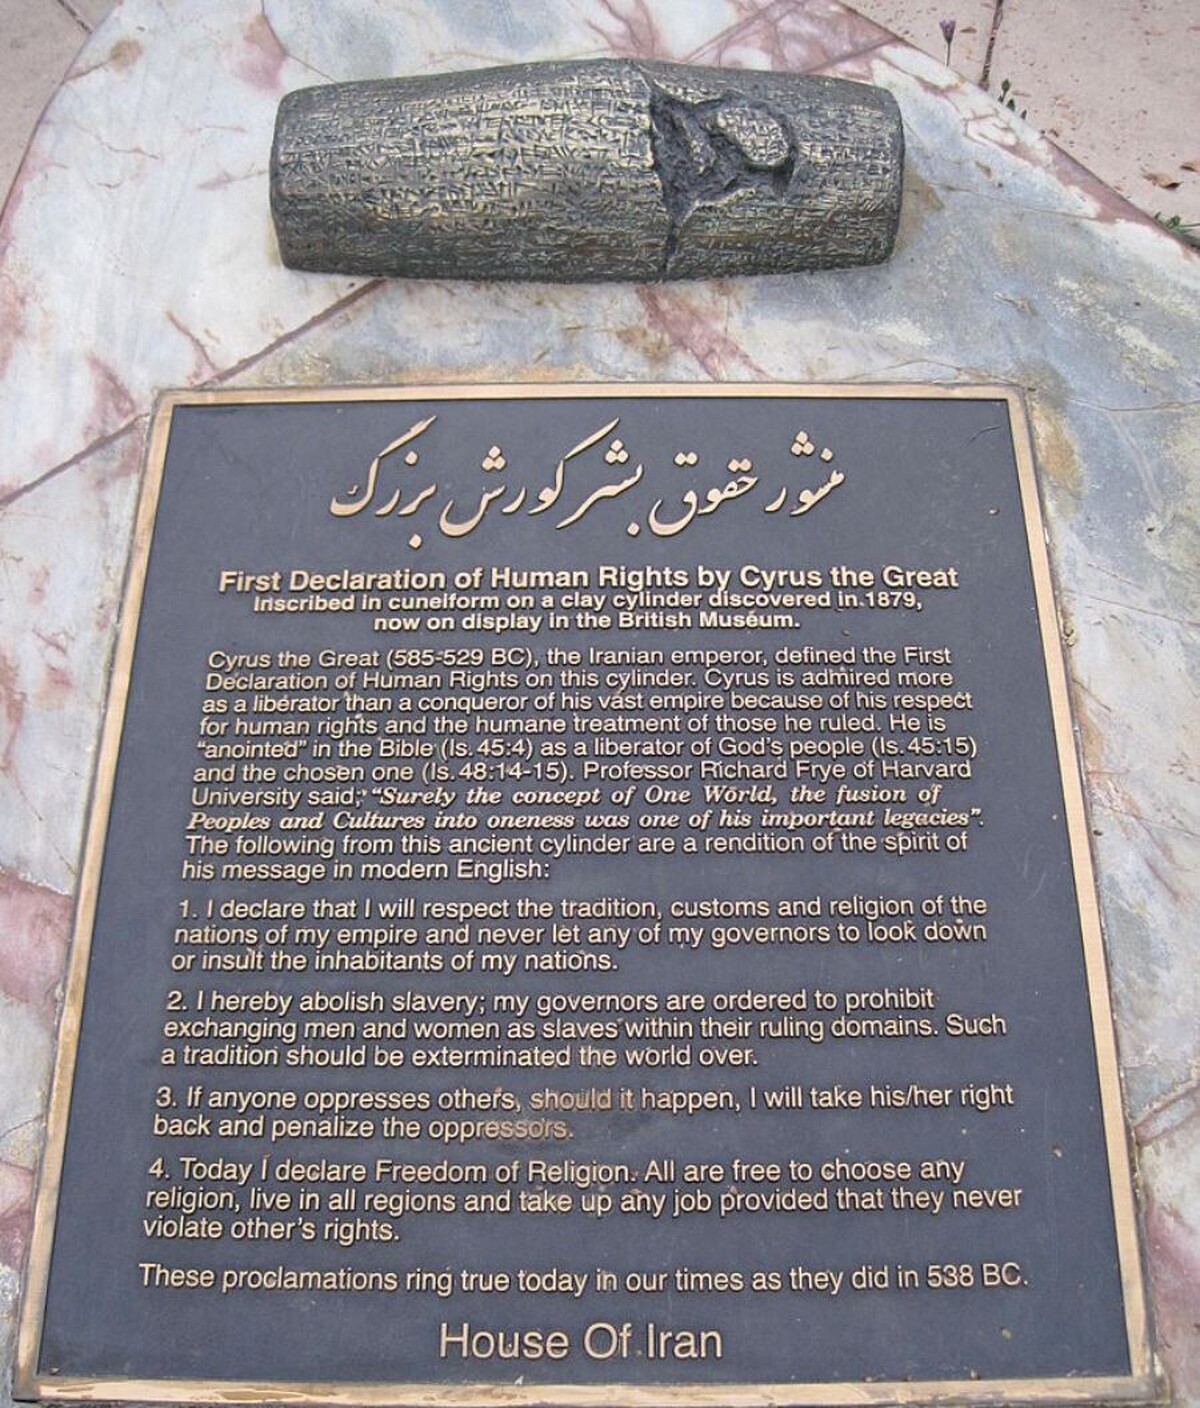 منشور حقوق بشر کورش بزرگ
First Declaration of Human Rights by Cyrus the Great
Inscribed in cuneiform on a clay cylinder discovered in 1879,
now on display in the British Museum.
Cyrus the Great (585-529 BC), the Iranian emperor, defined the First
Declaration of Human Rights on this cylinder. Cyrus is admired more
as a liberator than a conqueror of his vast empire because of his respect
for human rights and the humane treatment of those he ruled. He is
“anointed” in the Bible (Is. 45:4) as a liberator of God’s people (Is. 45:15)
and the chosen one (Is. 48:14-15). Professor Richard Frye of Harvard
University said; “Surely the concept of One World, the fusion of
Peoples and Cultures into oneness was one of his important legacies”.
The following from this ancient cylinder are a rendition of the spirit of
his message in modern English:
1. I declare that I will respect the tradition, customs and religion of the
nations of my empire and never let any of my governors to look down
or insult the inhabitants of my nations.
2. I hereby abolish slavery; my governors are ordered to prohibit
exchanging men and women as slaves within their ruling domains. Such
a tradition should be exterminated the world over.
3. If anyone oppresses others, should it happen, I will take his/her right
back and penalize the oppressors.
4. Today I declare Freedom of Religion. All are free to choose any
religion, live in all regions and take up any job provided that they never
violate other’s rights.
These proclamations ring true today in our times as they did in 538 BC.
House Of Iran